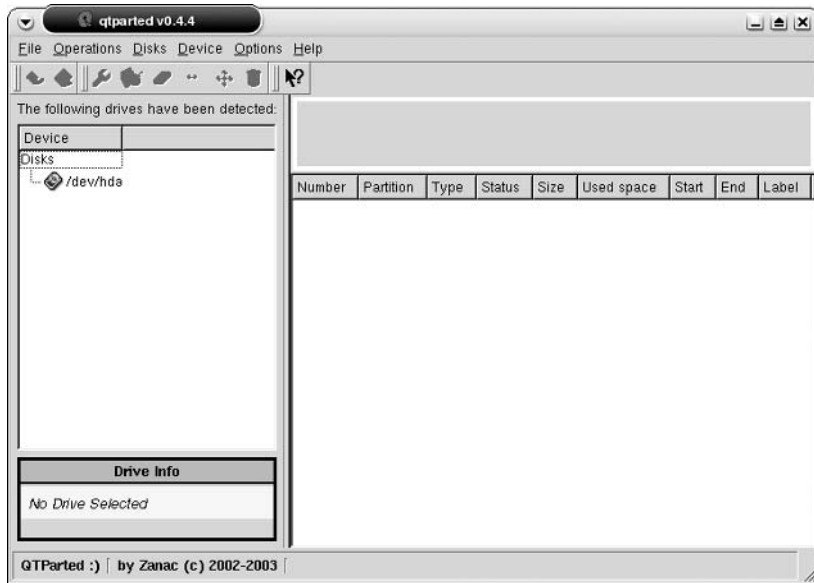 qtparted v0.4.4
File Operations Disks Device Options Help
The following drives have been detected:
Device
Disks
/dev/hda
Number Partition Type Status Size Used space Start End Label
Drive Info
No Drive Selected
QTParted :) by Zanac (c) 2002-2003